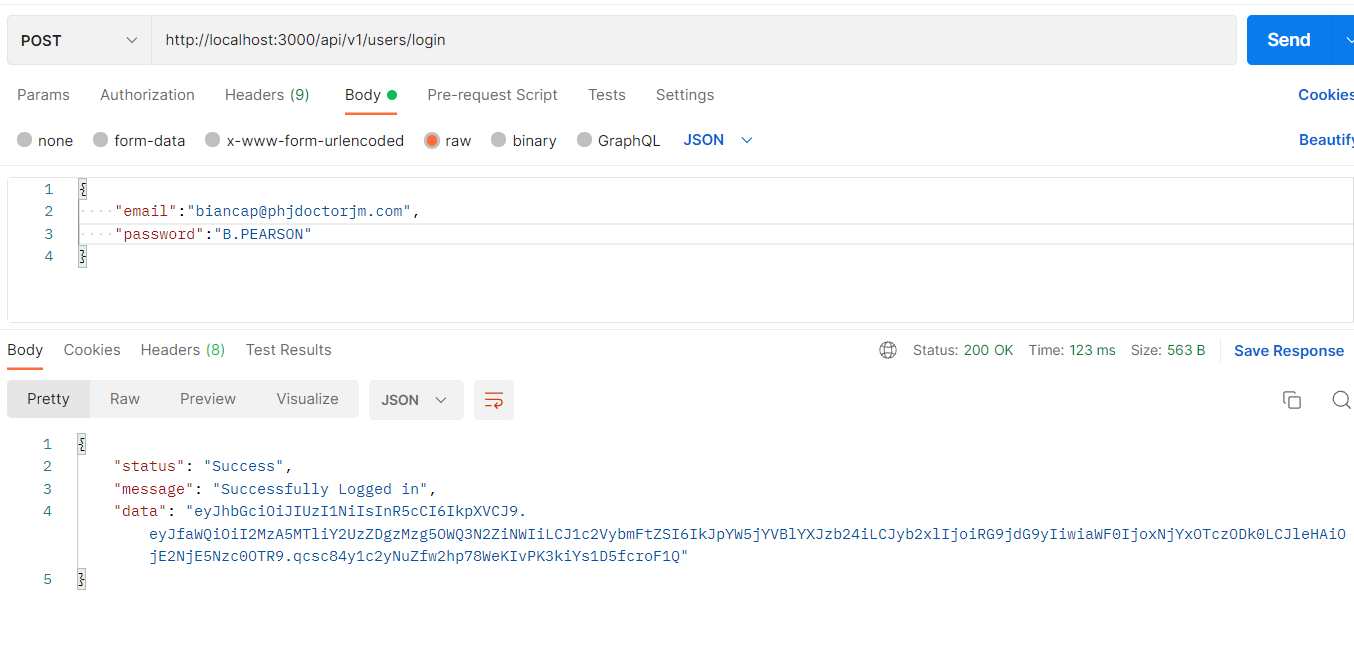 POST http://localhost:3000/api/v1/users/login Send
Params Authorization Headers (9) Body Pre-request Script Tests Settings Cookies
none form-data x-www-form-urlencoded raw binary GraphQL JSON Beautify
1 {
2 ····"email":"biancap@phjdoctorjm.com",
3 ····"password":"B.PEARSON"
4 }
Body Cookies Headers (8) Test Results Status: 200 OK Time: 123 ms Size: 563 B Save Response
Pretty Raw Preview Visualize JSON
1 {
2 "status": "Success",
3 "message": "Successfully Logged in",
4 "data": "eyJhbGciOiJIUzI1NiIsInR5cCI6IkpXVCJ9.
eyJfaWQiOiI2MzA5MTliY2UzZDgzMzg5OWQ3N2ZiNWIiLCJ1c2VybmFtZSI6IkJpYW5jYVBlYXJzb24iLCJyb2xlIjoiRG9jdG9yIiwiaWF0IjoxNjYxOTczODk0LCJleHAiO
jE2NjE5Nzc0OTR9.qcsc84y1c2yNuZfw2hp78WeKIvPK3kiYs1D5fcroF1Q"
5 }